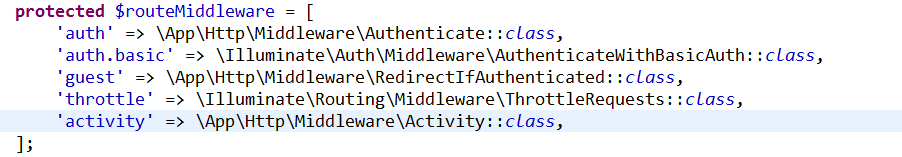 protected $routeMiddleware = [
    'auth' => \App\Http\Middleware\Authenticate::class,
    'auth.basic' => \Illuminate\Auth\Middleware\AuthenticateWithBasicAuth::class,
    'guest' => \App\Http\Middleware\RedirectIfAuthenticated::class,
    'throttle' => \Illuminate\Routing\Middleware\ThrottleRequests::class,
    'activity' => \App\Http\Middleware\Activity::class,
];